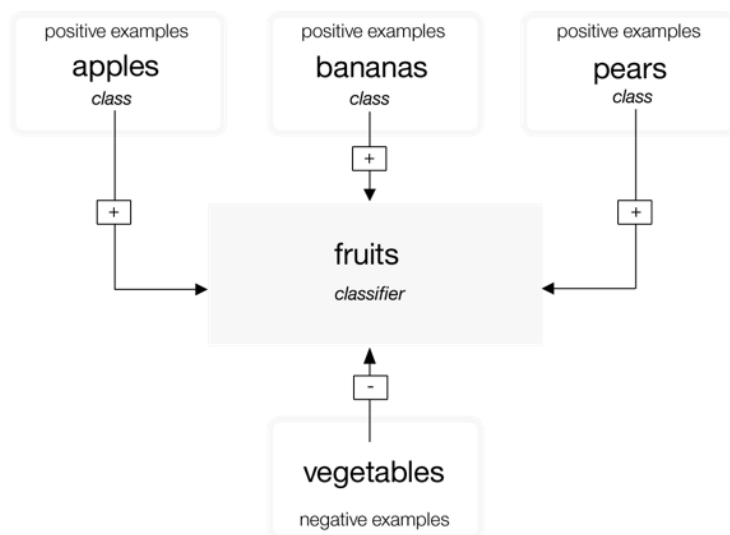 positive examples
apples
class
positive examples
bananas
class
positive examples
pears
class
+
+
+
fruits
classifier
-
vegetables
negative examples